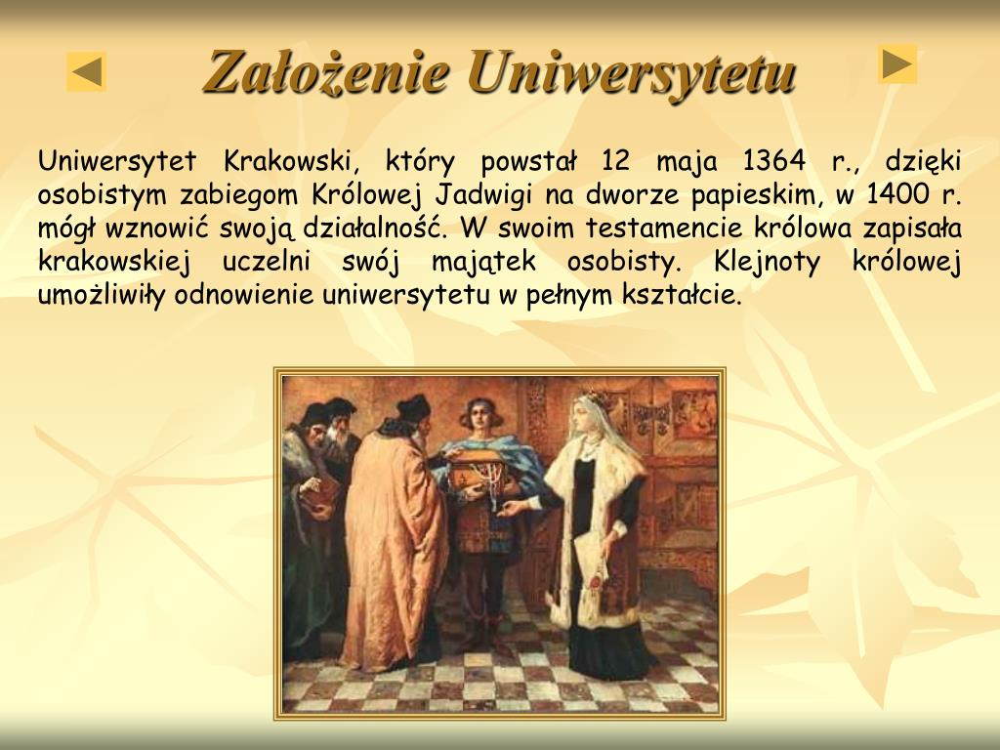 Założenie Uniwersytetu
Uniwersytet Krakowski, który powstał 12 maja 1364 r., dzięki
osobistym zabiegom Królowej Jadwigi na dworze papieskim, w 1400 r.
mógł wznowić swoją działalność. W swoim testamencie królowa zapisała
krakowskiej uczelni swój majątek osobisty. Klejnoty królowej
umożliwiły odnowienie uniwersytetu w pełnym kształcie.